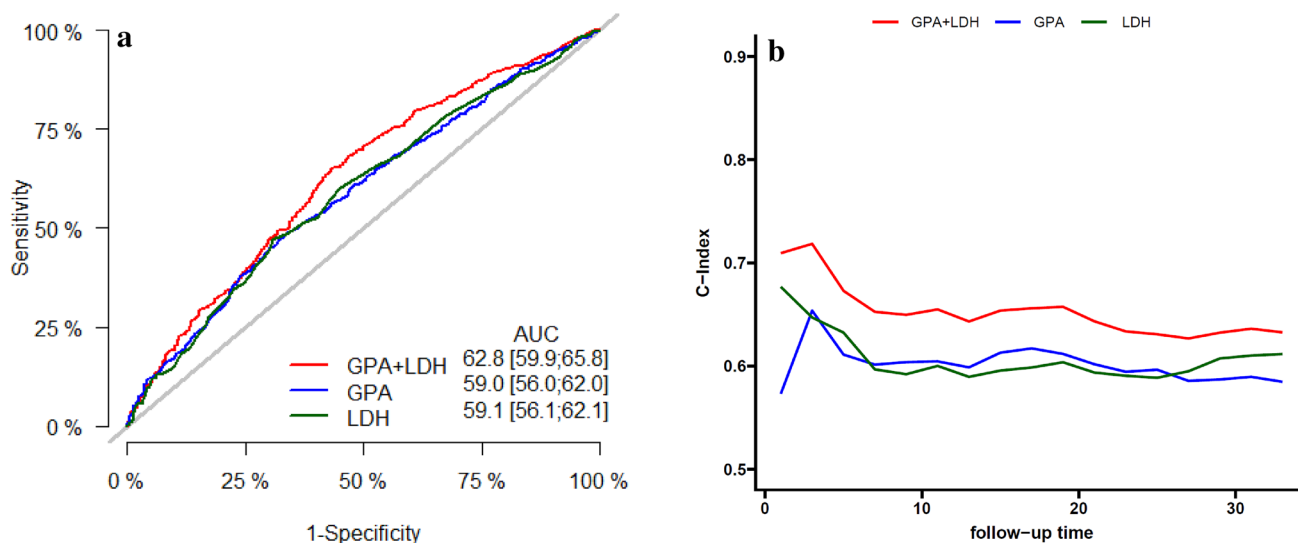 a
100 %
75 %
50 %
25 %
0 %
Sensitivity
AUC
GPA+LDH 62.8 [59.9;65.8]
GPA 59.0 [56.0;62.0]
LDH 59.1 [56.1;62.1]
0 % 25 % 50 % 75 % 100 %
1-Specificity
GPA+LDH GPA LDH
b
0.9
0.8
0.7
0.6
0.5
C-Index
0 10 20 30
follow-up time